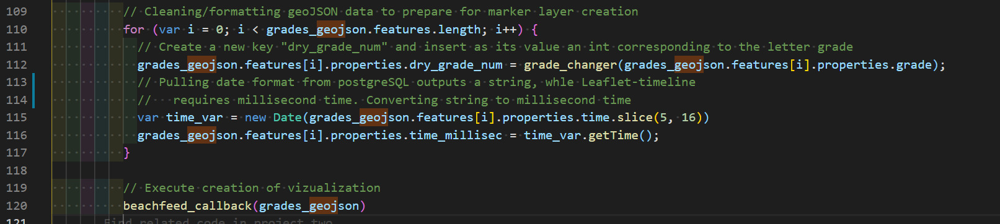 109 // Cleaning/formatting geoJSON data to prepare for marker layer creation
110 for (var i = 0; i < grades_geojson.features.length; i++) {
111 // Create a new key "dry_grade_num" and insert as its value an int corresponding to the letter grade
112 grades_geojson.features[i].properties.dry_grade_num = grade_changer(grades_geojson.features[i].properties.grade);
113 // Pulling date format from postgreSQL outputs a string, whle Leaflet-timeline
114 //   requires millisecond time. Converting string to millisecond time
115 var time_var = new Date(grades_geojson.features[i].properties.time.slice(5, 16))
116 grades_geojson.features[i].properties.time_millisec = time_var.getTime();
117 }
118
119 // Execute creation of vizualization
120 beachfeed_callback(grades_geojson)
121 Find related code in project_two